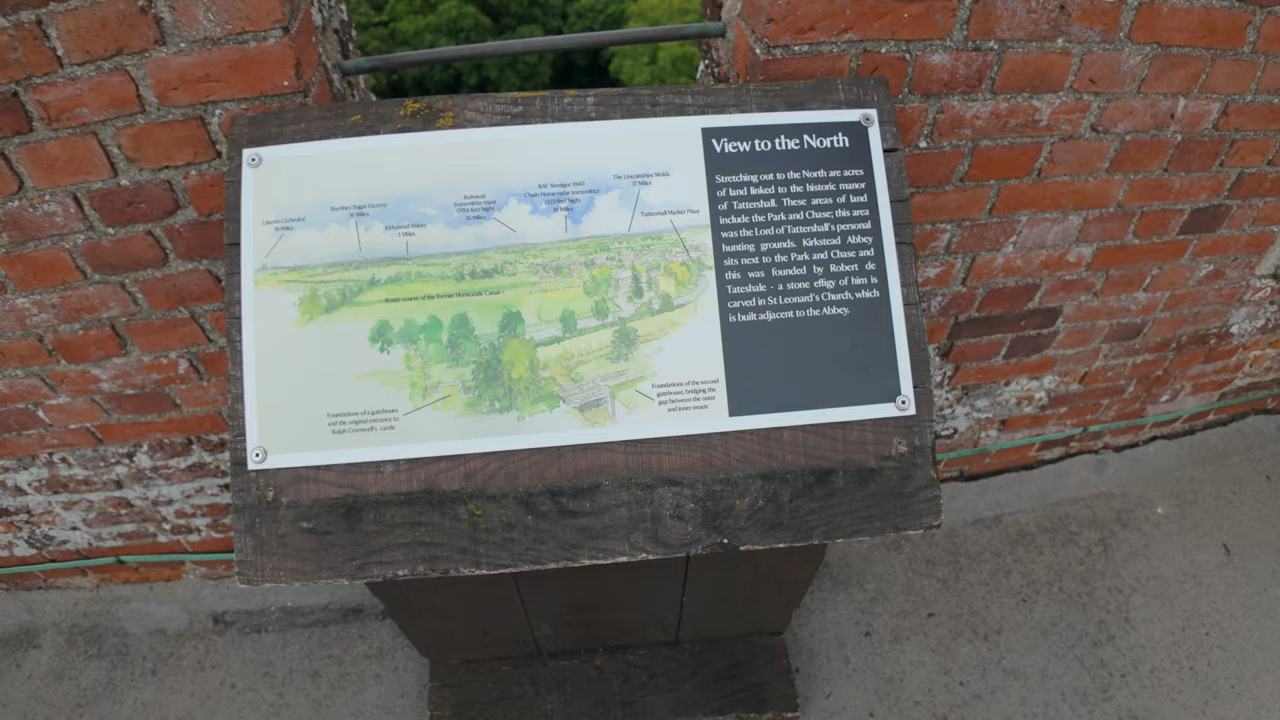 View to the North
Stretching out to the North are acres
of land linked to the historic manor
of Tattershall. These areas of land
include the Park and Chase; this area
was the Lord of Tattershall's personal
hunting grounds. Kirkstead Abbey
sits next to the Park and Chase and
this was founded by Robert de
Tateshale - a stone effigy of him is
carved in St Leonard's Church, which
is built adjacent to the Abbey.
Lincoln Cathedral
Bardney Sugar Factory
Kirkstead Abbey
3 Miles
Belmont
transmitter mast
16 Miles
RAF Stenigot 1940
Chain Home radar transmitter
The Lincolnshire Wolds
17 Miles
Tattershall Market Place
- Water course of the former Horncastle Canal -
Foundations of a gatehouse
and the original entrance to
Ralph Cromwell's castle
Foundations of the second
gatehouse, bridging the
gap between the outer
and inner moats